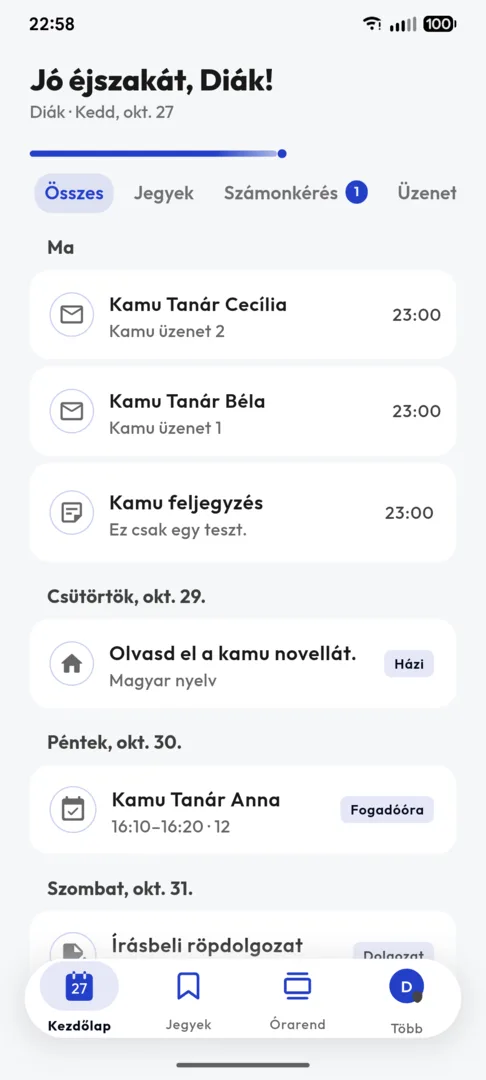 22:58
100
Jó éjszakát, Diák!
Diák · Kedd, okt. 27
Összes Jegyek Számonkérés 1 Üzenet
Ma
Kamu Tanár Cecília
Kamu üzenet 2
23:00
Kamu Tanár Béla
Kamu üzenet 1
23:00
Kamu feljegyzés
Ez csak egy teszt.
23:00
Csütörtök, okt. 29.
Olvasd el a kamu novellát.
Magyar nyelv
Házi
Péntek, okt. 30.
Kamu Tanár Anna
16:10–16:20 · 12
Fogadóóra
Szombat, okt. 31.
Írásbeli röpdolgozat
Dolgozat
27
D
Kezdőlap Jegyek Órarend Több